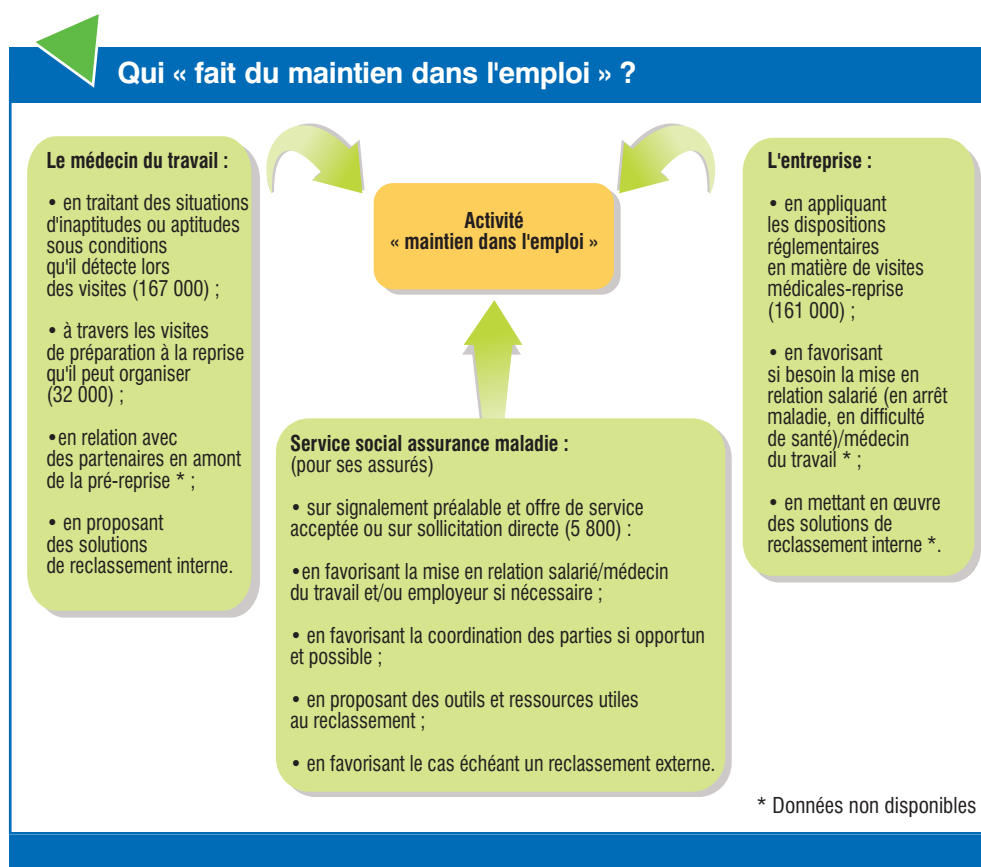 Qui « fait du maintien dans l'emploi » ?
Le médecin du travail :
• en traitant des situations
d'inaptitudes ou aptitudes
sous conditions
qu'il détecte lors
des visites (167 000) ;
• à travers les visites
de préparation à la reprise
qu'il peut organiser
(32 000) ;
•en relation avec
des partenaires en amont
de la pré-reprise * ;
• en proposant
des solutions
de reclassement interne.
Activité
« maintien dans l'emploi »
L'entreprise :
• en appliquant
les dispositions
réglementaires
en matière de visites
médicales-reprise
(161 000) ;
• en favorisant
si besoin la mise en
relation salarié (en arrêt
maladie, en difficulté
de santé)/médecin
du travail * ;
• en mettant en œuvre
des solutions de
reclassement interne *.
Service social assurance maladie :
(pour ses assurés)
• sur signalement préalable et offre de service
acceptée ou sur sollicitation directe (5 800) :
•en favorisant la mise en relation salarié/médecin
du travail et/ou employeur si nécessaire ;
• en favorisant la coordination des parties si opportun
et possible ;
• en proposant des outils et ressources utiles
au reclassement ;
• en favorisant le cas échéant un reclassement externe.
* Données non disponibles